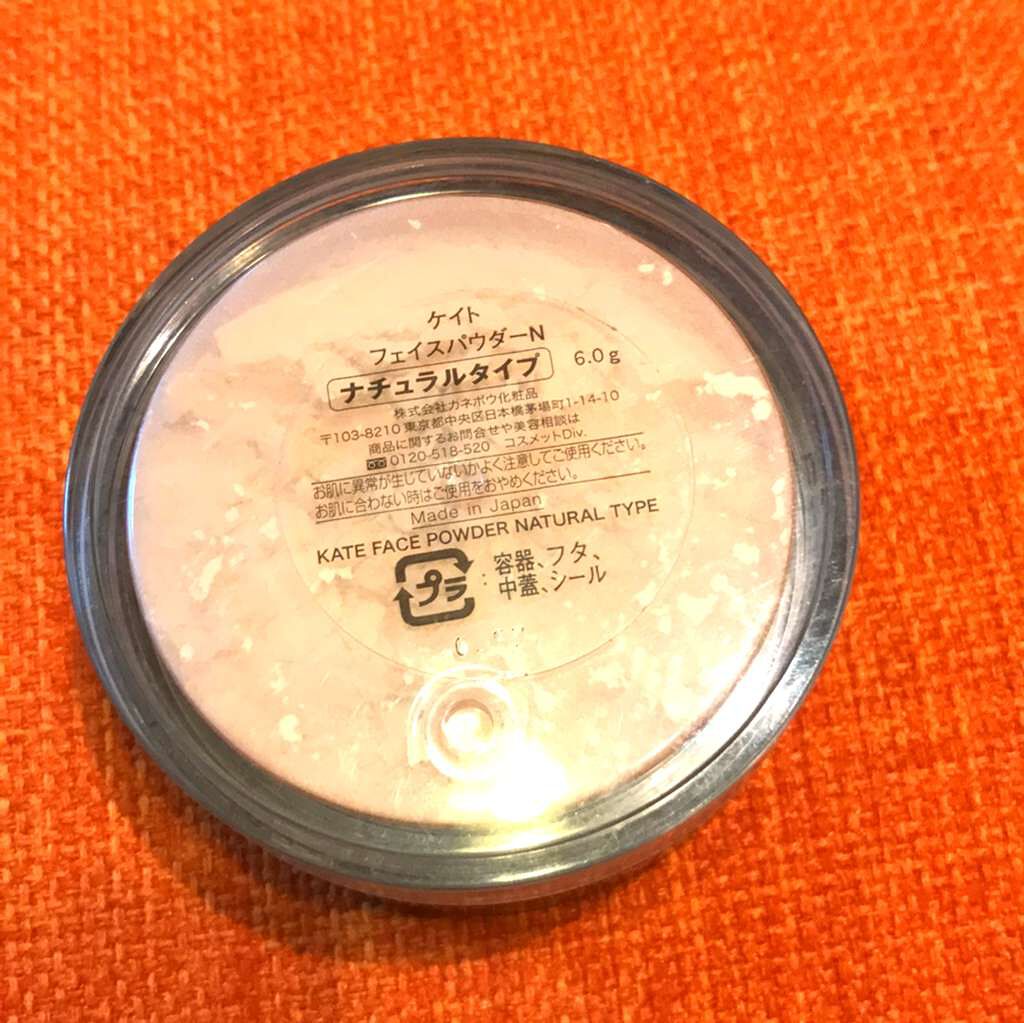 ケイト
フェイスパウダーN
ナチュラルタイプ 6.0g
株式会社カネボウ化粧品
〒103-8210 東京都中央区日本橋茅場町1-14-10
商品に関するお問合せや美容相談は
0120-518-520 コスメットDiv.
お肌に異常が生じていないかよく注意してご使用ください。
お肌に合わない時はご使用をおやめください。
Made in Japan
KATE FACE POWDER NATURAL TYPE
プラ : 容器、フタ、
中蓋、シール